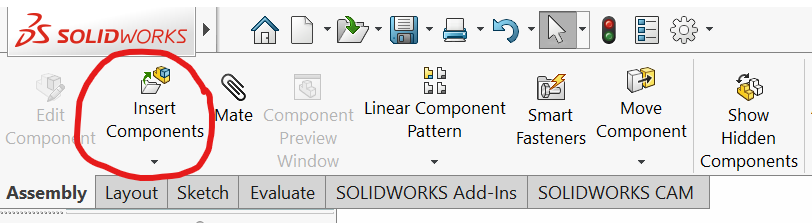 SOLIDWORKS
Edit
Component
Insert
Components
Mate
Component
Preview
Window
Linear Component
Pattern
Smart
Fasteners
Move
Component
Show
Hidden
Components
Assembly
Layout
Sketch
Evaluate
SOLIDWORKS Add-Ins
SOLIDWORKS CAM